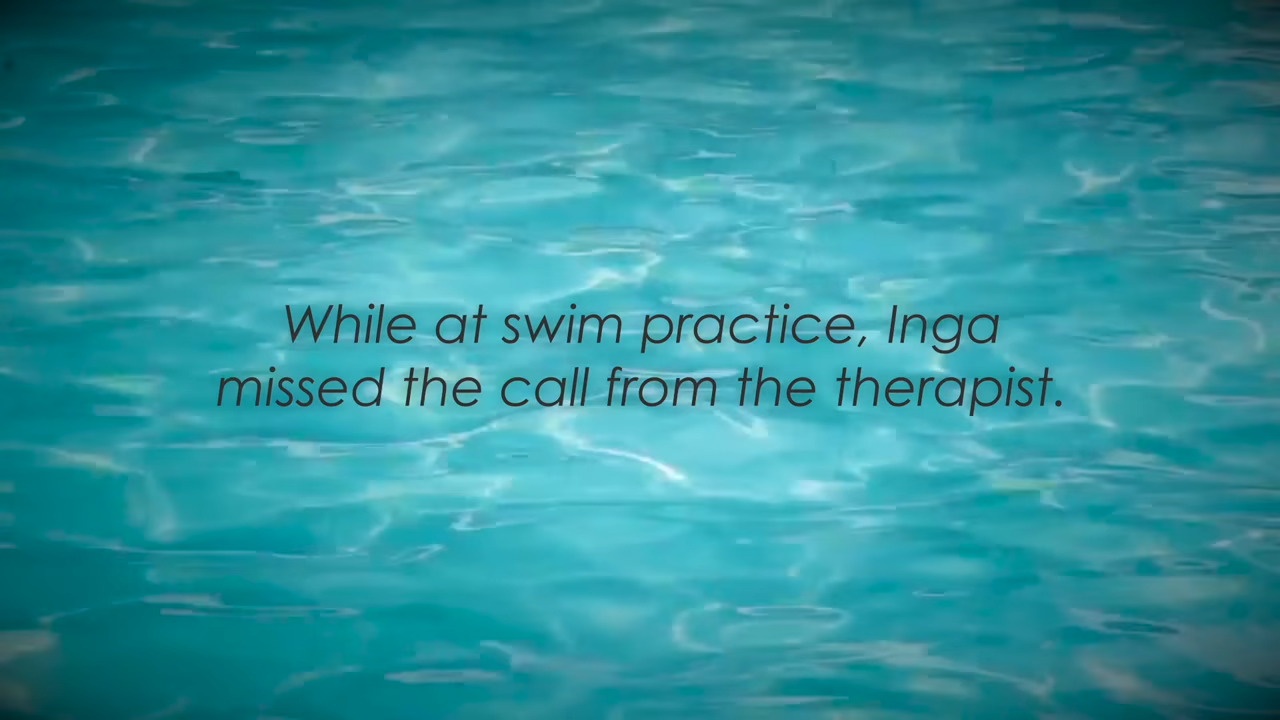 While at swim practice, Inga
missed the call from the therapist.